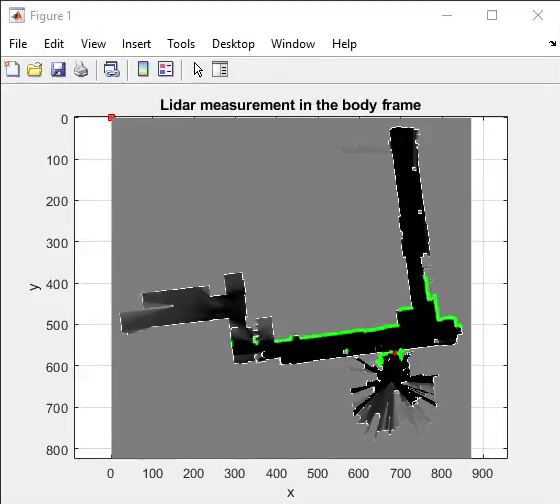 Figure 1
File Edit View Insert Tools Desktop Window Help
Lidar measurement in the body frame
0
100
200
300
400
500
600
700
800
y
0 100 200 300 400 500 600 700 800 900
x